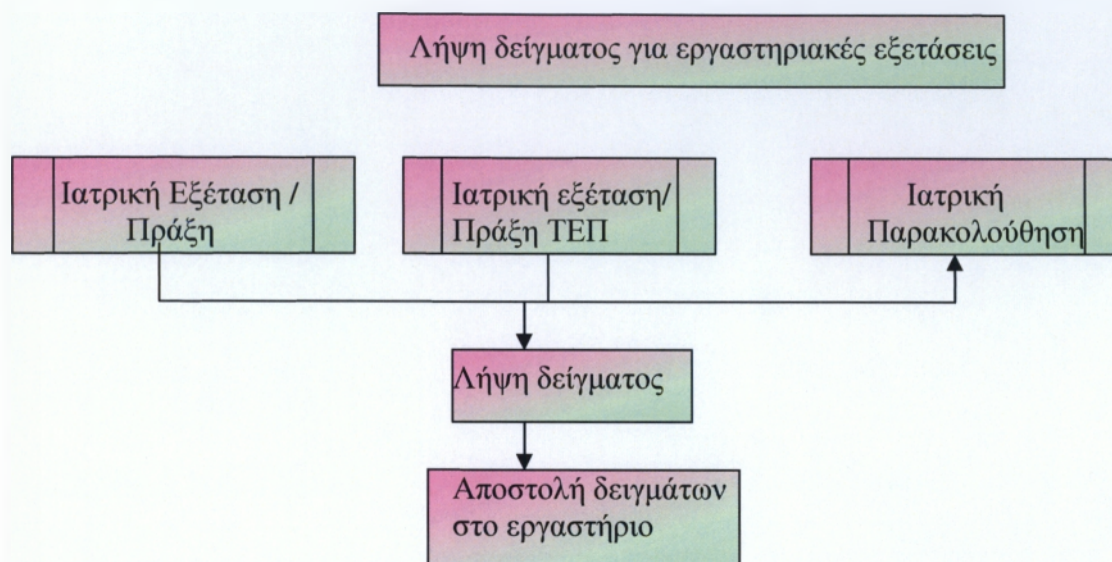 Λήψη δείγματος για εργαστηριακές εξετάσεις
Ιατρική Εξέταση /
Πράξη
Ιατρική εξέταση/
Πράξη ΤΕΠ
Ιατρική
Παρακολούθηση
Λήψη δείγματος
Αποστολή δειγμάτων
στο εργαστήριο